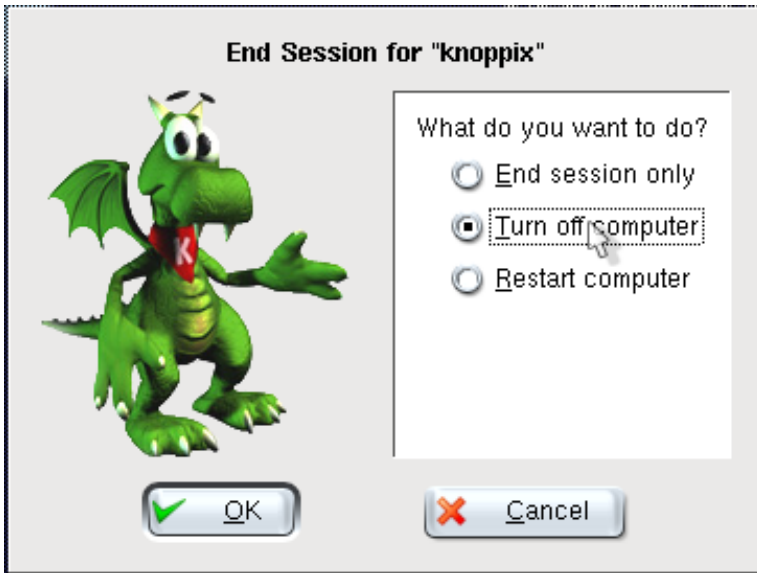 End Session for "knoppix"
What do you want to do?
End session only
Turn off computer
Restart computer
K
OK
Cancel